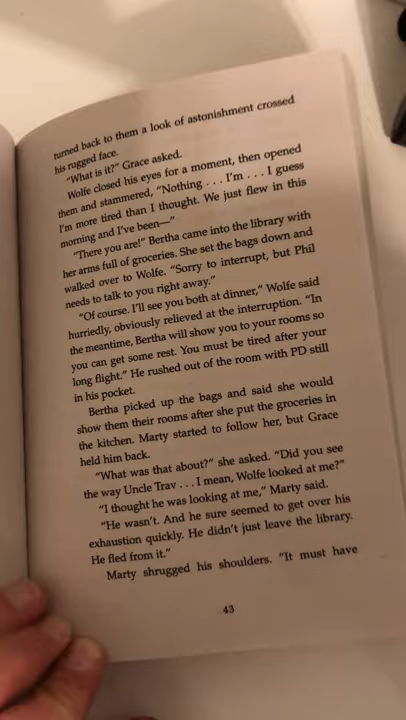 turned back to them a look of astonishment crossed
his rugged face.
"What is it?" Grace asked.
Wolfe closed his eyes for a moment, then opened
them and stammered, "Nothing . . . I'm . . . I guess
I'm more tired than I thought. We just flew in this
morning and I've been—"
"There you are!" Bertha came into the library with
her arms full of groceries. She set the bags down and
walked over to Wolfe. "Sorry to interrupt, but Phil
needs to talk to you right away."
"Of course. I'll see you both at dinner," Wolfe said
hurriedly, obviously relieved at the interruption. "In
the meantime, Bertha will show you to your rooms so
you can get some rest. You must be tired after your
long flight." He rushed out of the room with PD still
in his pocket.
Bertha picked up the bags and said she would
show them their rooms after she put the groceries in
the kitchen. Marty started to follow her, but Grace
held him back.
"What was that about?" she asked. "Did you see
the way Uncle Trav . . . I mean, Wolfe looked at me?"
"I thought he was looking at me," Marty said.
"He wasn't. And he sure seemed to get over his
exhaustion quickly. He didn't just leave the library.
He fled from it."
Marty shrugged his shoulders. "It must have
43